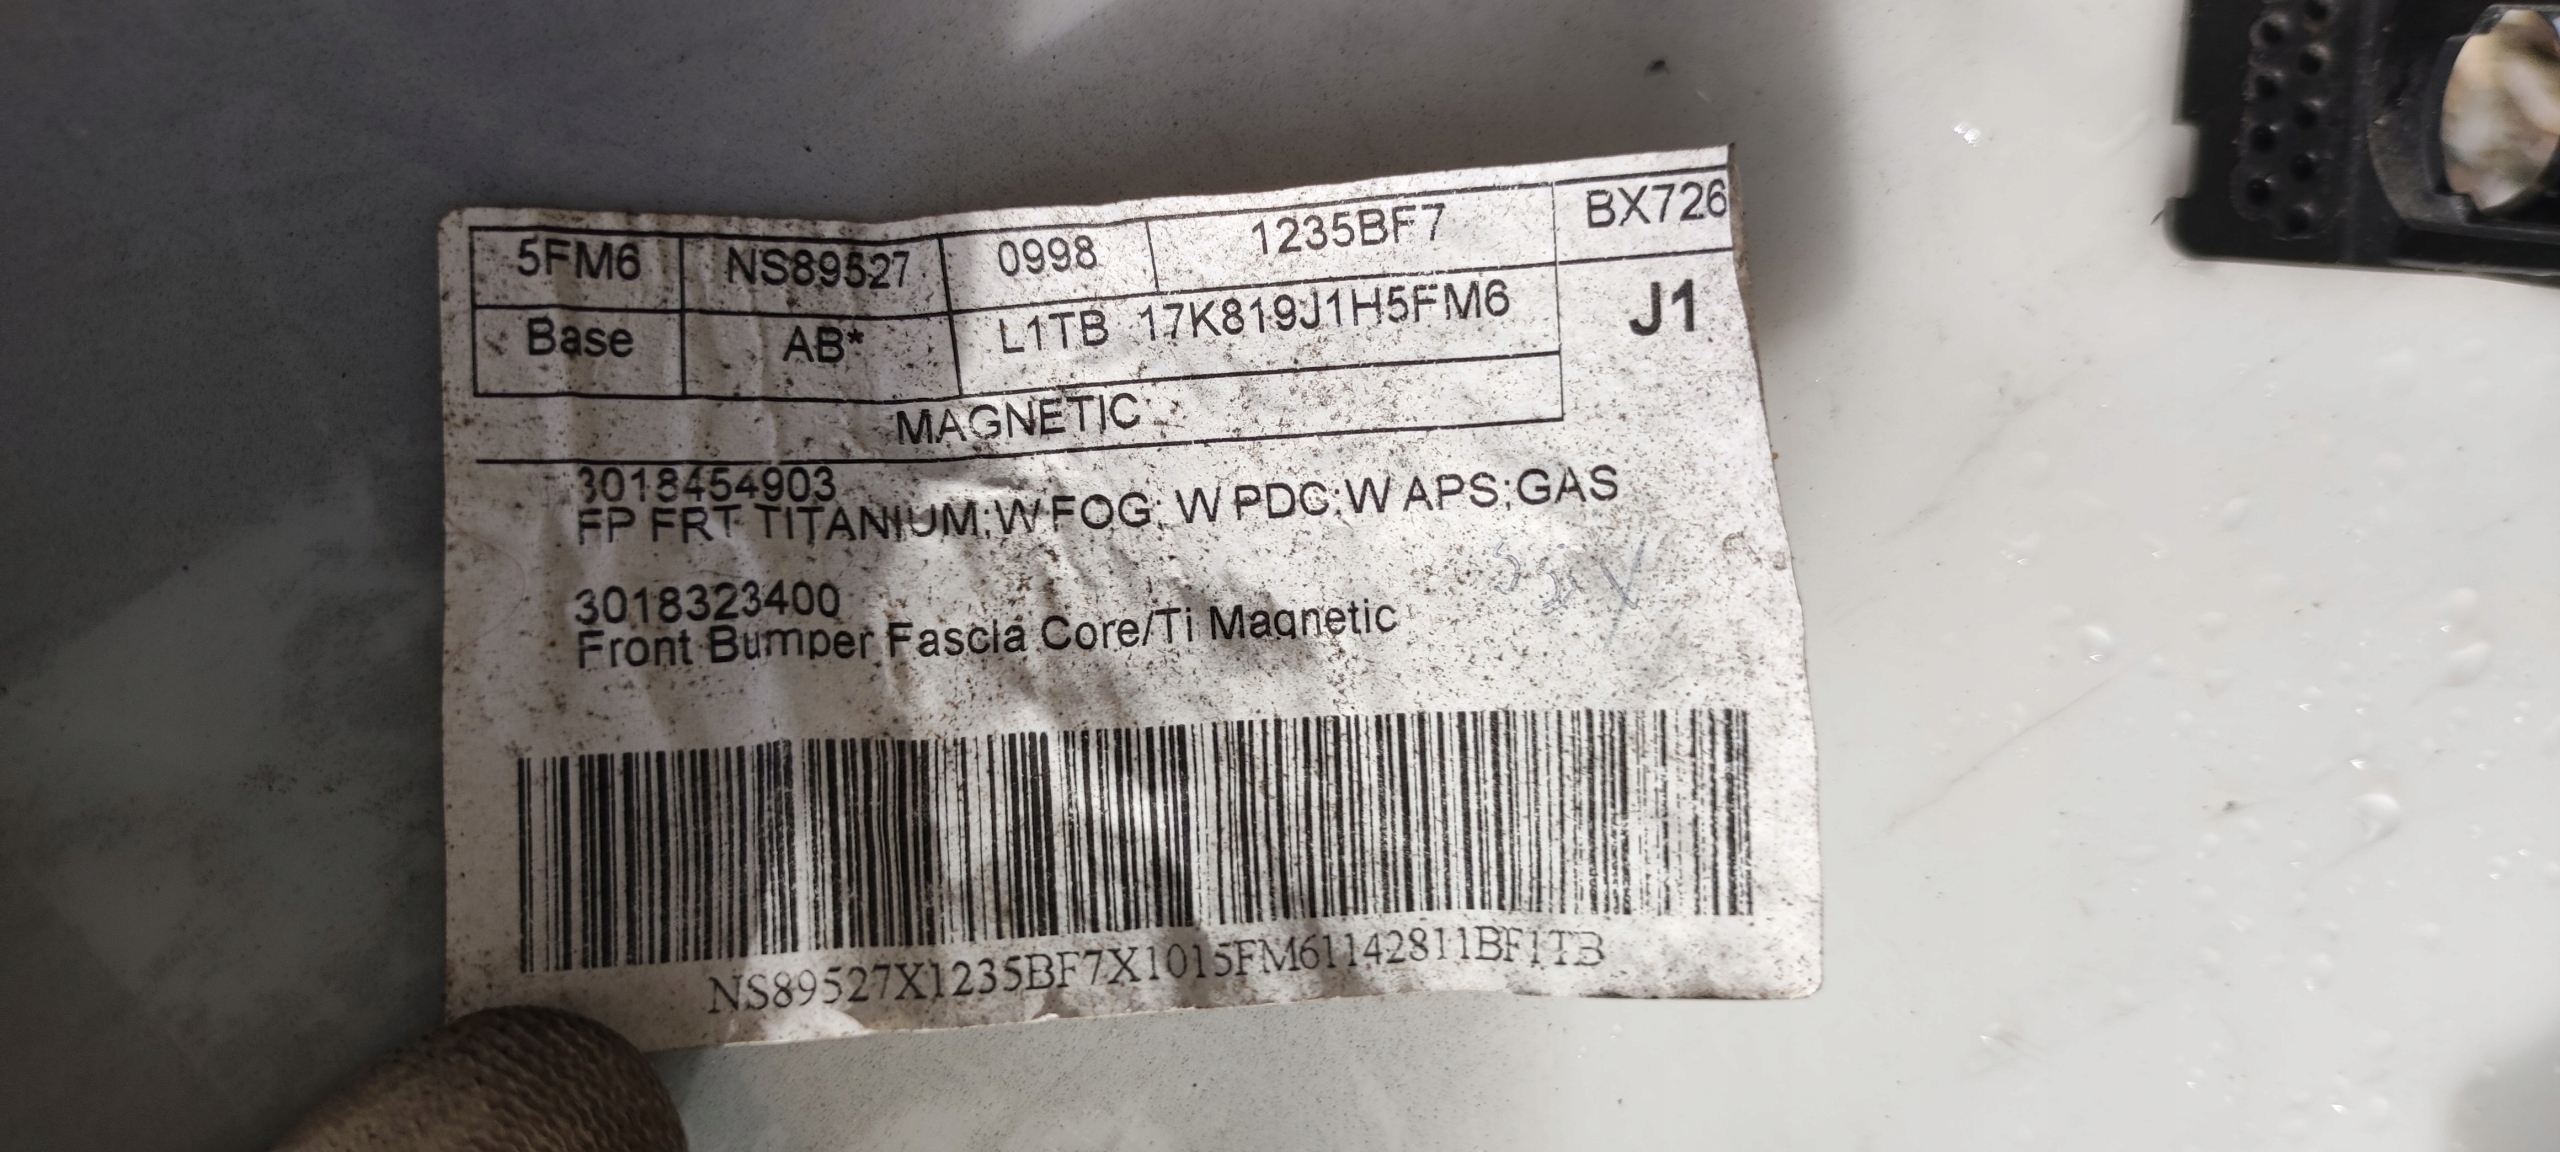 5FM6 NS89527 0998 1235BF7 BX726
Base AB* L1TB 17K819J1H5FM6 J1
MAGNETIC
3018454903
FP FRT TITANIUM;W FOG; W PDC;W APS;GAS
3018323400
Front Bumper Fascia Core/Ti Magnetic
NS89527X1235BF7X1015FM61142811BF1TB